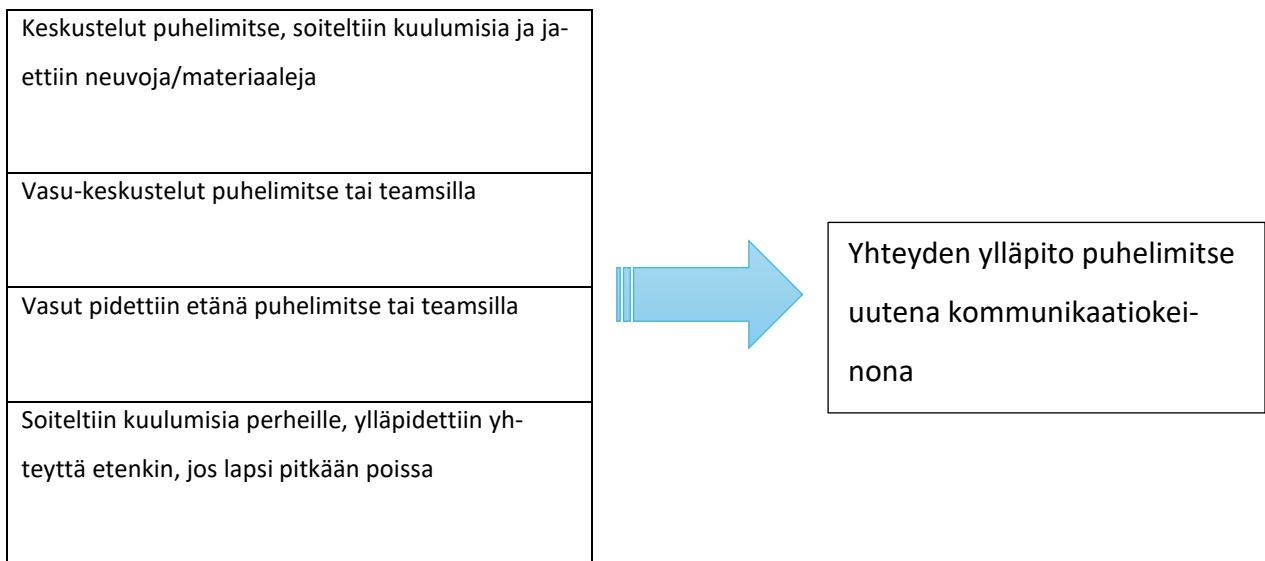 Keskustelut puhelimitse, soiteltiin kuulumisia ja ja-
ettiin neuvoja/materiaaleja
Vasu-keskustelut puhelimitse tai teamsilla
Vasut pidettiin etänä puhelimitse tai teamsilla
Soiteltiin kuulumisia perheille, ylläpidettiin yh-
teyttä etenkin, jos lapsi pitkään poissa
Yhteyden ylläpito puhelimitse
uutena kommunikaatiokei-
nona